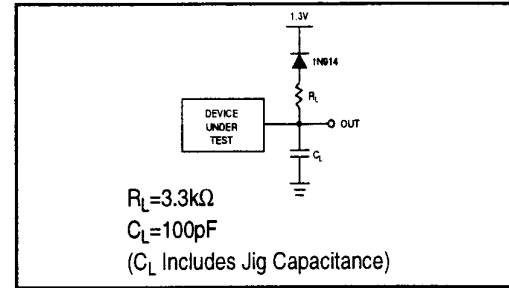 1.3V
1N914
RL
DEVICE
UNDER
TEST
OUT
CL
RL=3.3kΩ
CL=100pF
(CL Includes Jig Capacitance)